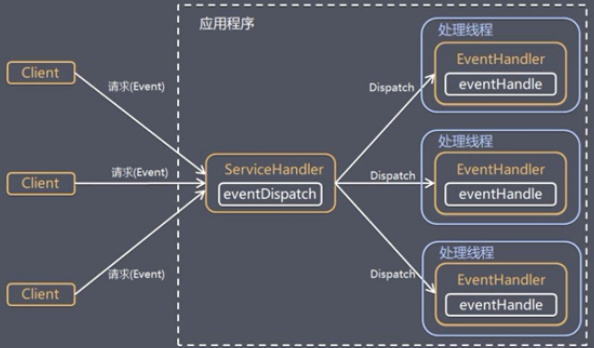 应用程序
处理线程
EventHandler
eventHandle
Client
请求(Event)
Dispatch
处理线程
EventHandler
eventHandle
Client
请求(Event)
ServiceHandler
eventDispatch
Dispatch
处理线程
EventHandler
eventHandle
Client
请求(Event)
Dispatch